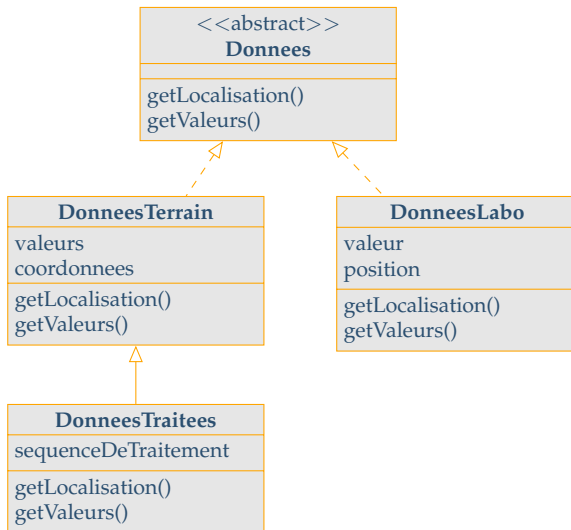 <<abstract>>
Donnees
getLocalisation()
getValeurs()
DonneesTerrain
valeurs
coordonnees
getLocalisation()
getValeurs()
DonneesLabo
valeur
position
getLocalisation()
getValeurs()
DonneesTraitees
sequenceDeTraitement
getLocalisation()
getValeurs()